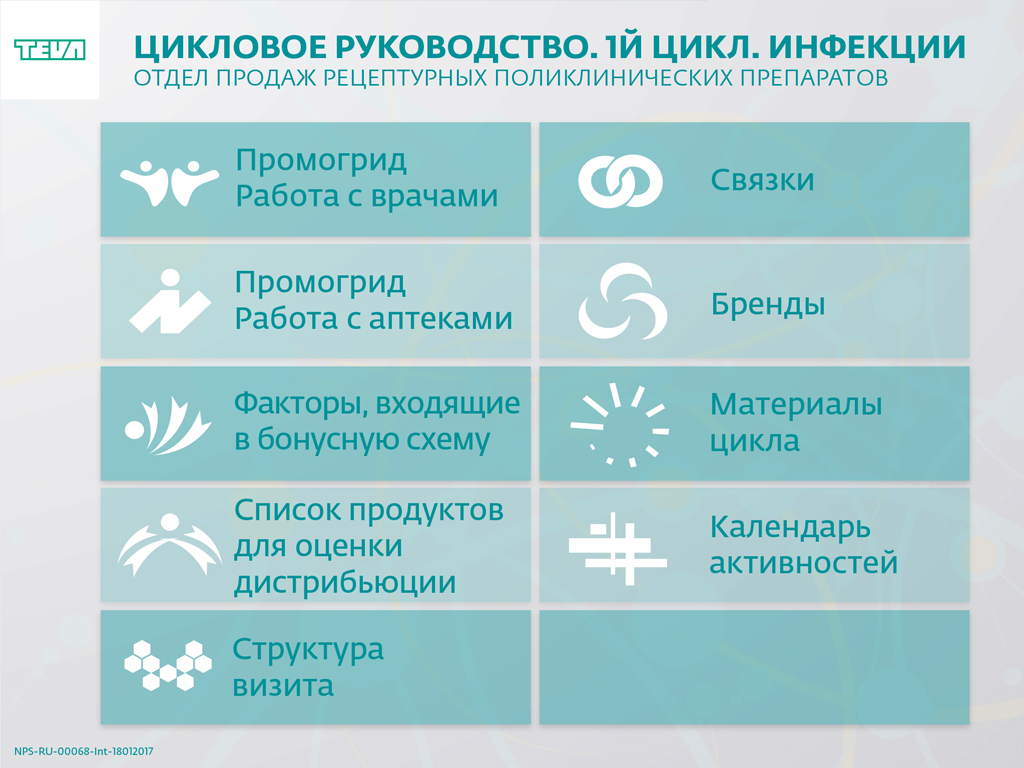 TEVA
ЦИКЛОВОЕ РУКОВОДСТВО. 1Й ЦИКЛ. ИНФЕКЦИИ
ОТДЕЛ ПРОДАЖ РЕЦЕПТУРНЫХ ПОЛИКЛИНИЧЕСКИХ ПРЕПАРАТОВ
Промогрид
Работа с врачами
Связки
Промогрид
Работа с аптеками
Бренды
Факторы, входящие
в бонусную схему
Материалы
цикла
Список продуктов
для оценки
дистрибьюции
Календарь
активностей
Структура
визита
NPS-RU-00068-Int-18012017